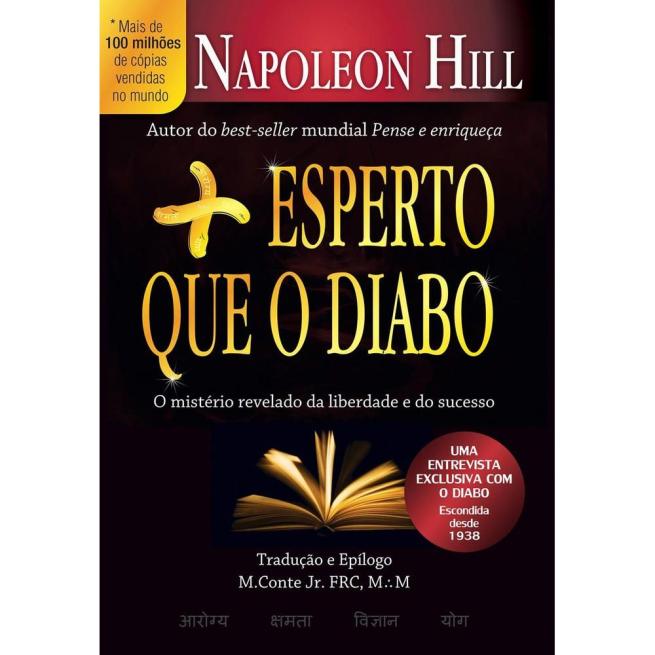 * Mais de
100 milhões
de cópias
vendidas
no mundo
NAPOLEON HILL
Autor do best-seller mundial Pense e enriqueça
+ ESPERTO
QUE O DIABO
O mistério revelado da liberdade e do sucesso
UMA
ENTREVISTA
EXCLUSIVA COM
O DIABO
Escondida
desde
1938
Tradução e Epílogo
M.Conte Jr. FRC, M∴M
आरोग्य क्षमता विज्ञान योग